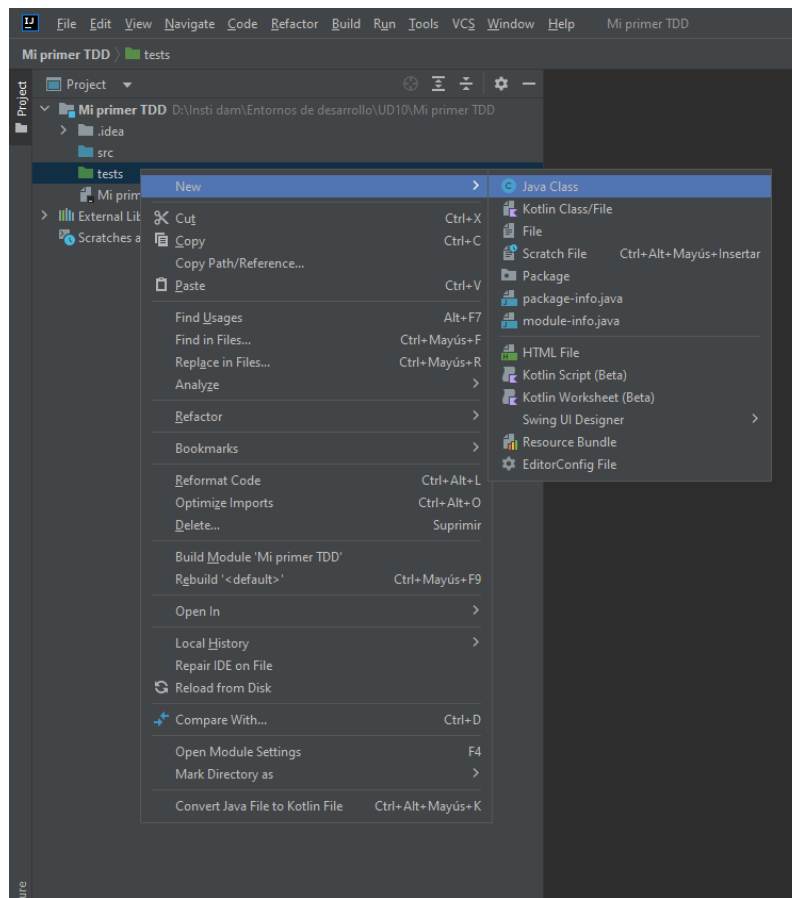 File Edit View Navigate Code Refactor Build Run Tools VCS Window Help Mi primer TDD
Mi primer TDD tests
Project
Project
Mi primer TDD D:\Insti dam\Entornos de desarrollo\UD10\Mi primer TDD
.idea
src
tests
Mi prim
External Lib
Scratches a
New
Cut Ctrl+X
Copy Ctrl+C
Copy Path/Reference...
Paste Ctrl+V
Find Usages Alt+F7
Find in Files... Ctrl+Mayús+F
Replace in Files... Ctrl+Mayús+R
Analyze
Refactor
Bookmarks
Reformat Code Ctrl+Alt+L
Optimize Imports Ctrl+Alt+O
Delete... Suprimir
Build Module 'Mi primer TDD'
Rebuild '<default>' Ctrl+Mayús+F9
Open In
Local History
Repair IDE on File
Reload from Disk
Compare With... Ctrl+D
Open Module Settings F4
Mark Directory as
Convert Java File to Kotlin File Ctrl+Alt+Mayús+K
Java Class
Kotlin Class/File
File
Scratch File Ctrl+Alt+Mayús+Insertar
Package
package-info.java
module-info.java
HTML File
Kotlin Script (Beta)
Kotlin Worksheet (Beta)
Swing UI Designer
Resource Bundle
EditorConfig File
ure